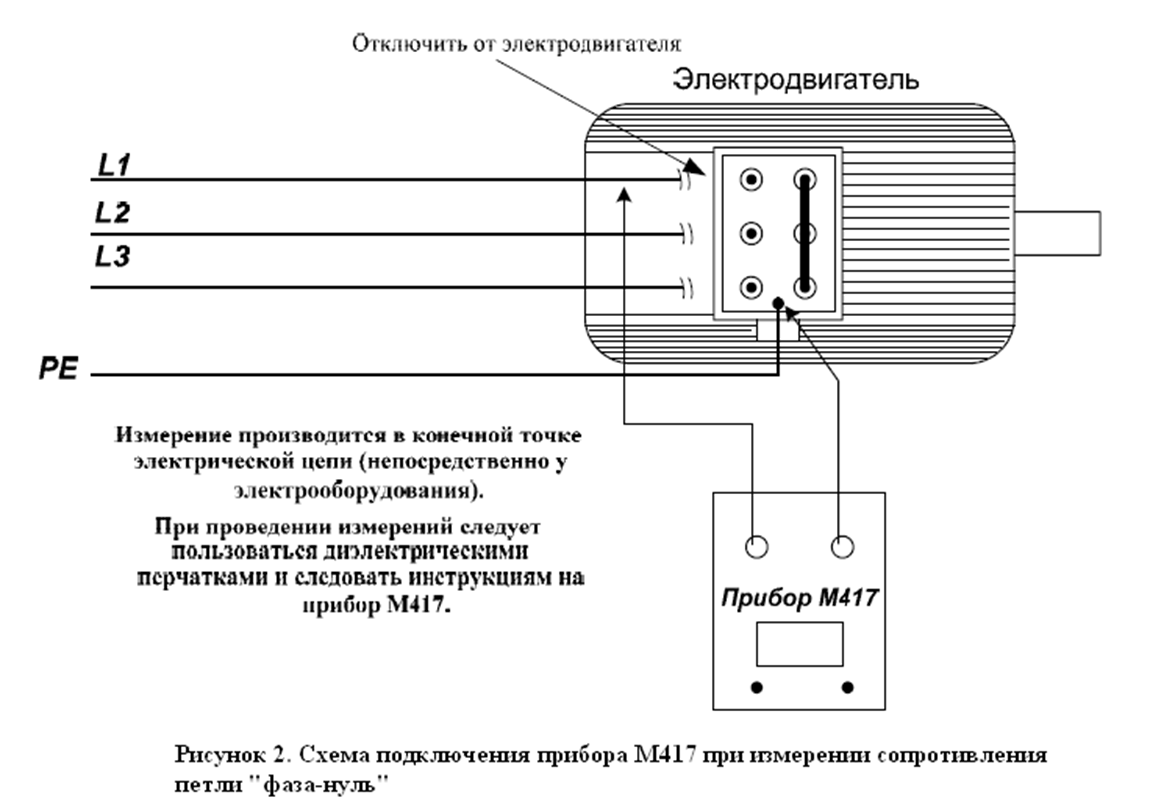 Отключить от электродвигателя
Электродвигатель
L1
L2
L3
PE
Измерение производится в конечной точке
электрической цепи (непосредственно у
электрооборудования).
При проведении измерений следует
пользоваться диэлектрическими
перчатками и следовать инструкциям на
прибор М417.
Прибор М417
Рисунок 2. Схема подключения прибора М417 при измерении сопротивления
петли "фаза-нуль"